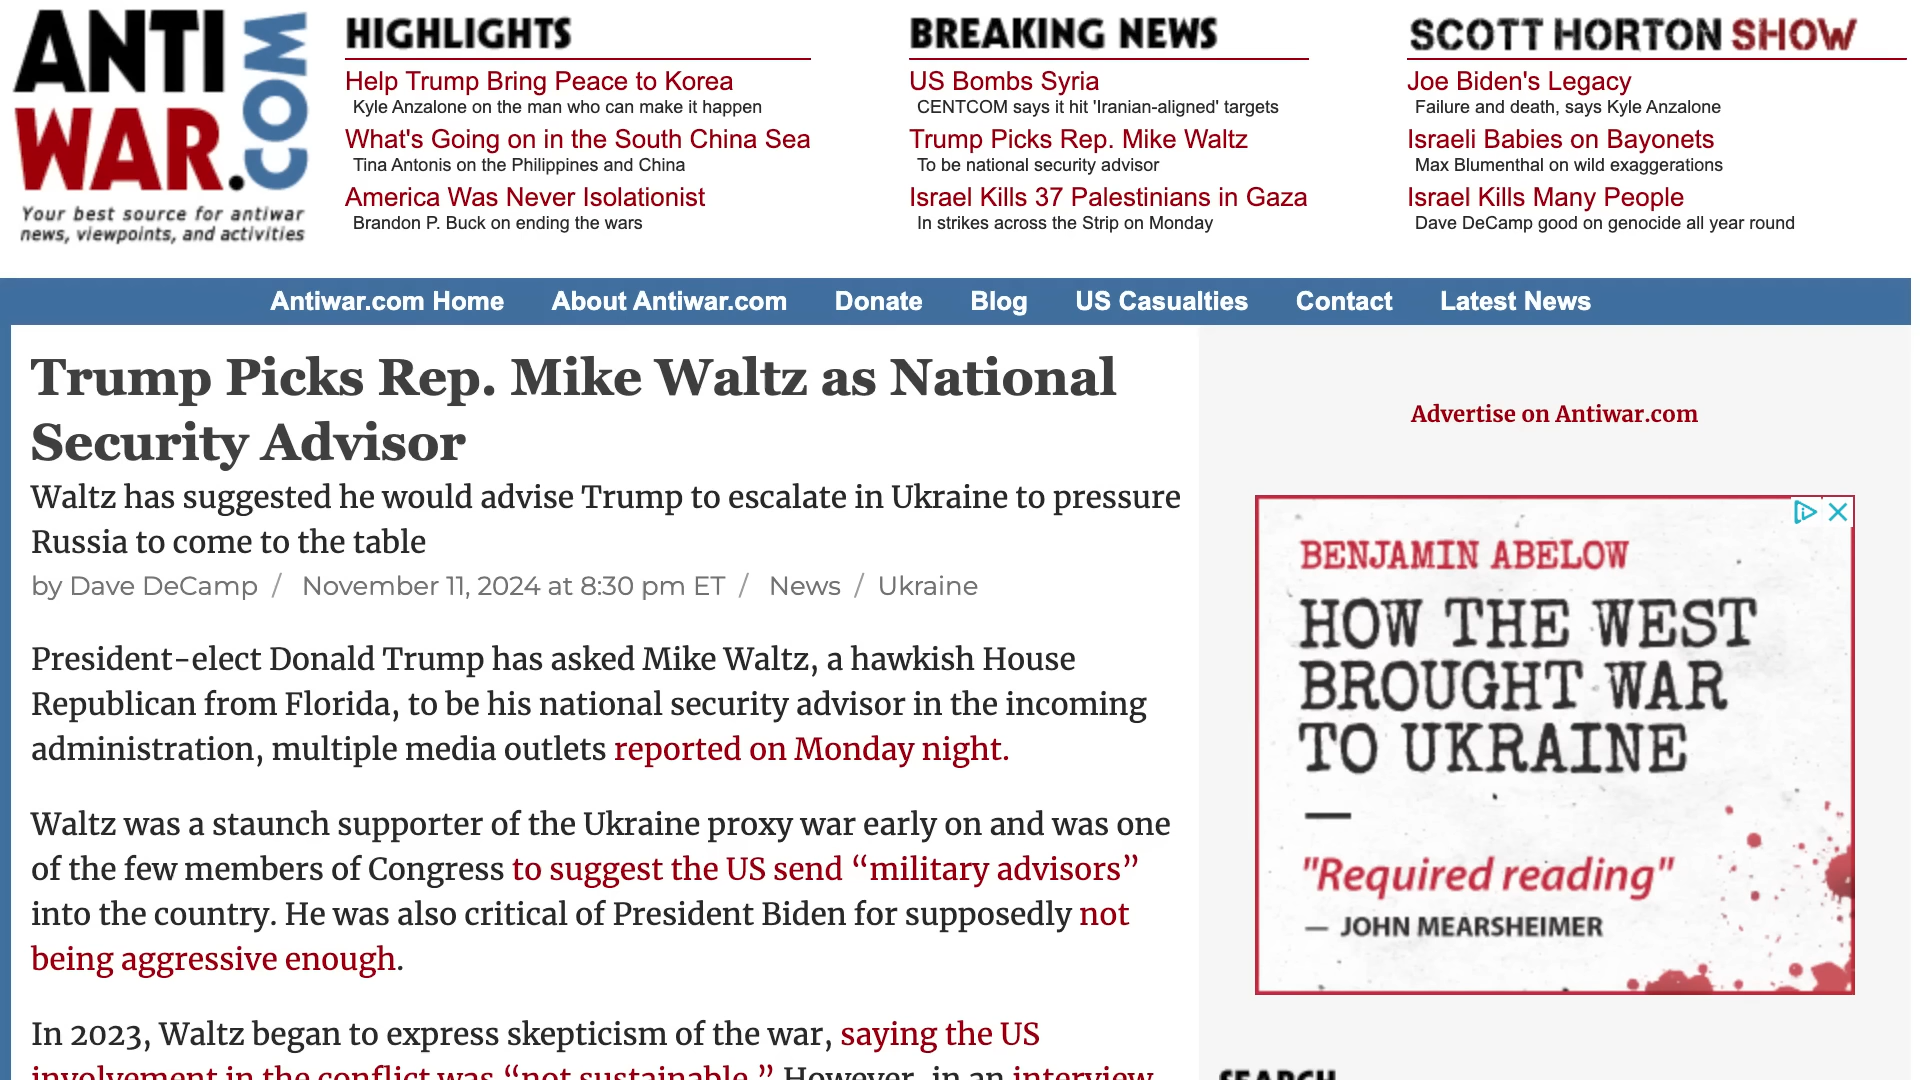 ANTI
WAR.COM
Your best source for antiwar
news, viewpoints, and activities
HIGHLIGHTS
Help Trump Bring Peace to Korea
Kyle Anzalone on the man who can make it happen
What's Going on in the South China Sea
Tina Antonis on the Philippines and China
America Was Never Isolationist
Brandon P. Buck on ending the wars
BREAKING NEWS
US Bombs Syria
CENTCOM says it hit 'Iranian-aligned' targets
Trump Picks Rep. Mike Waltz
To be national security advisor
Israel Kills 37 Palestinians in Gaza
In strikes across the Strip on Monday
SCOTT HORTON SHOW
Joe Biden's Legacy
Failure and death, says Kyle Anzalone
Israeli Babies on Bayonets
Max Blumenthal on wild exaggerations
Israel Kills Many People
Dave DeCamp good on genocide all year round
Antiwar.com Home About Antiwar.com Donate Blog US Casualties Contact Latest News
Trump Picks Rep. Mike Waltz as National
Security Advisor
Waltz has suggested he would advise Trump to escalate in Ukraine to pressure
Russia to come to the table
by Dave DeCamp / November 11, 2024 at 8:30 pm ET / News / Ukraine
President-elect Donald Trump has asked Mike Waltz, a hawkish House
Republican from Florida, to be his national security advisor in the incoming
administration, multiple media outlets reported on Monday night.
Waltz was a staunch supporter of the Ukraine proxy war early on and was one
of the few members of Congress to suggest the US send “military advisors”
into the country. He was also critical of President Biden for supposedly not
being aggressive enough.
In 2023, Waltz began to express skepticism of the war, saying the US
involvement in the conflict was “not sustainable.” However, in an interview
Advertise on Antiwar.com
BENJAMIN ABELOW
HOW THE WEST
BROUGHT WAR
TO UKRAINE
"Required reading"
— JOHN MEARSHEIMER
SEARCH